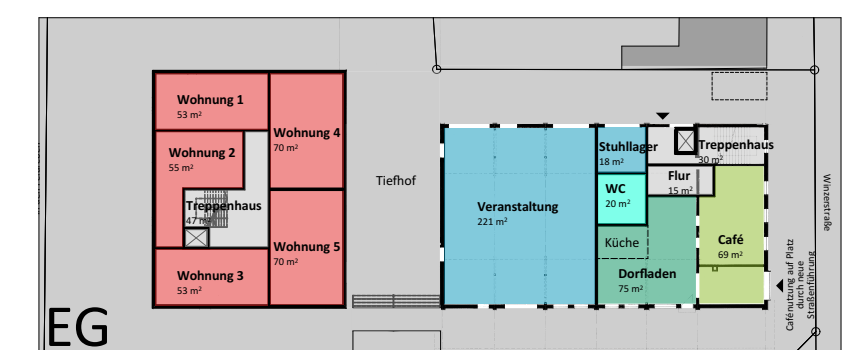 Wohnung 1
53 m²
Wohnung 2
55 m²
Wohnung 4
70 m²
Treppenhaus
47 m²
Wohnung 3
53 m²
Wohnung 5
70 m²
Tiefhof
Veranstaltung
221 m²
Stuhllager
18 m²
Treppenhaus
30 m²
WC
20 m²
Flur
15 m²
Küche
Dorfladen
75 m²
Café
69 m²
Winzerstraße
Cafénutzung auf Platz
durch neue
Straßenführung
EG